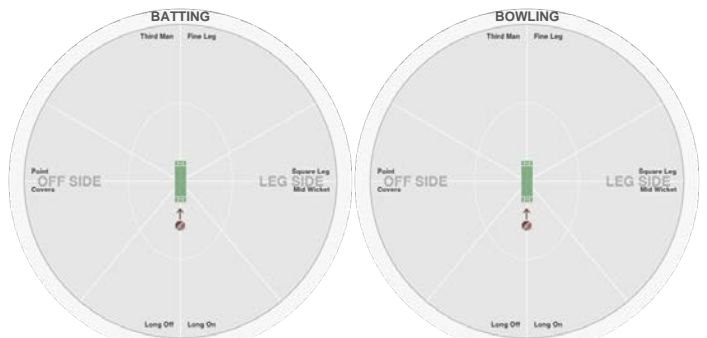 BATTING
Third Man Fine Leg
Point
OFF SIDE
Covers
Square Leg
LEG SIDE
Mid Wicket
Long Off Long On
BOWLING
Third Man Fine Leg
Point
OFF SIDE
Covers
Square Leg
LEG SIDE
Mid Wicket
Long Off Long On